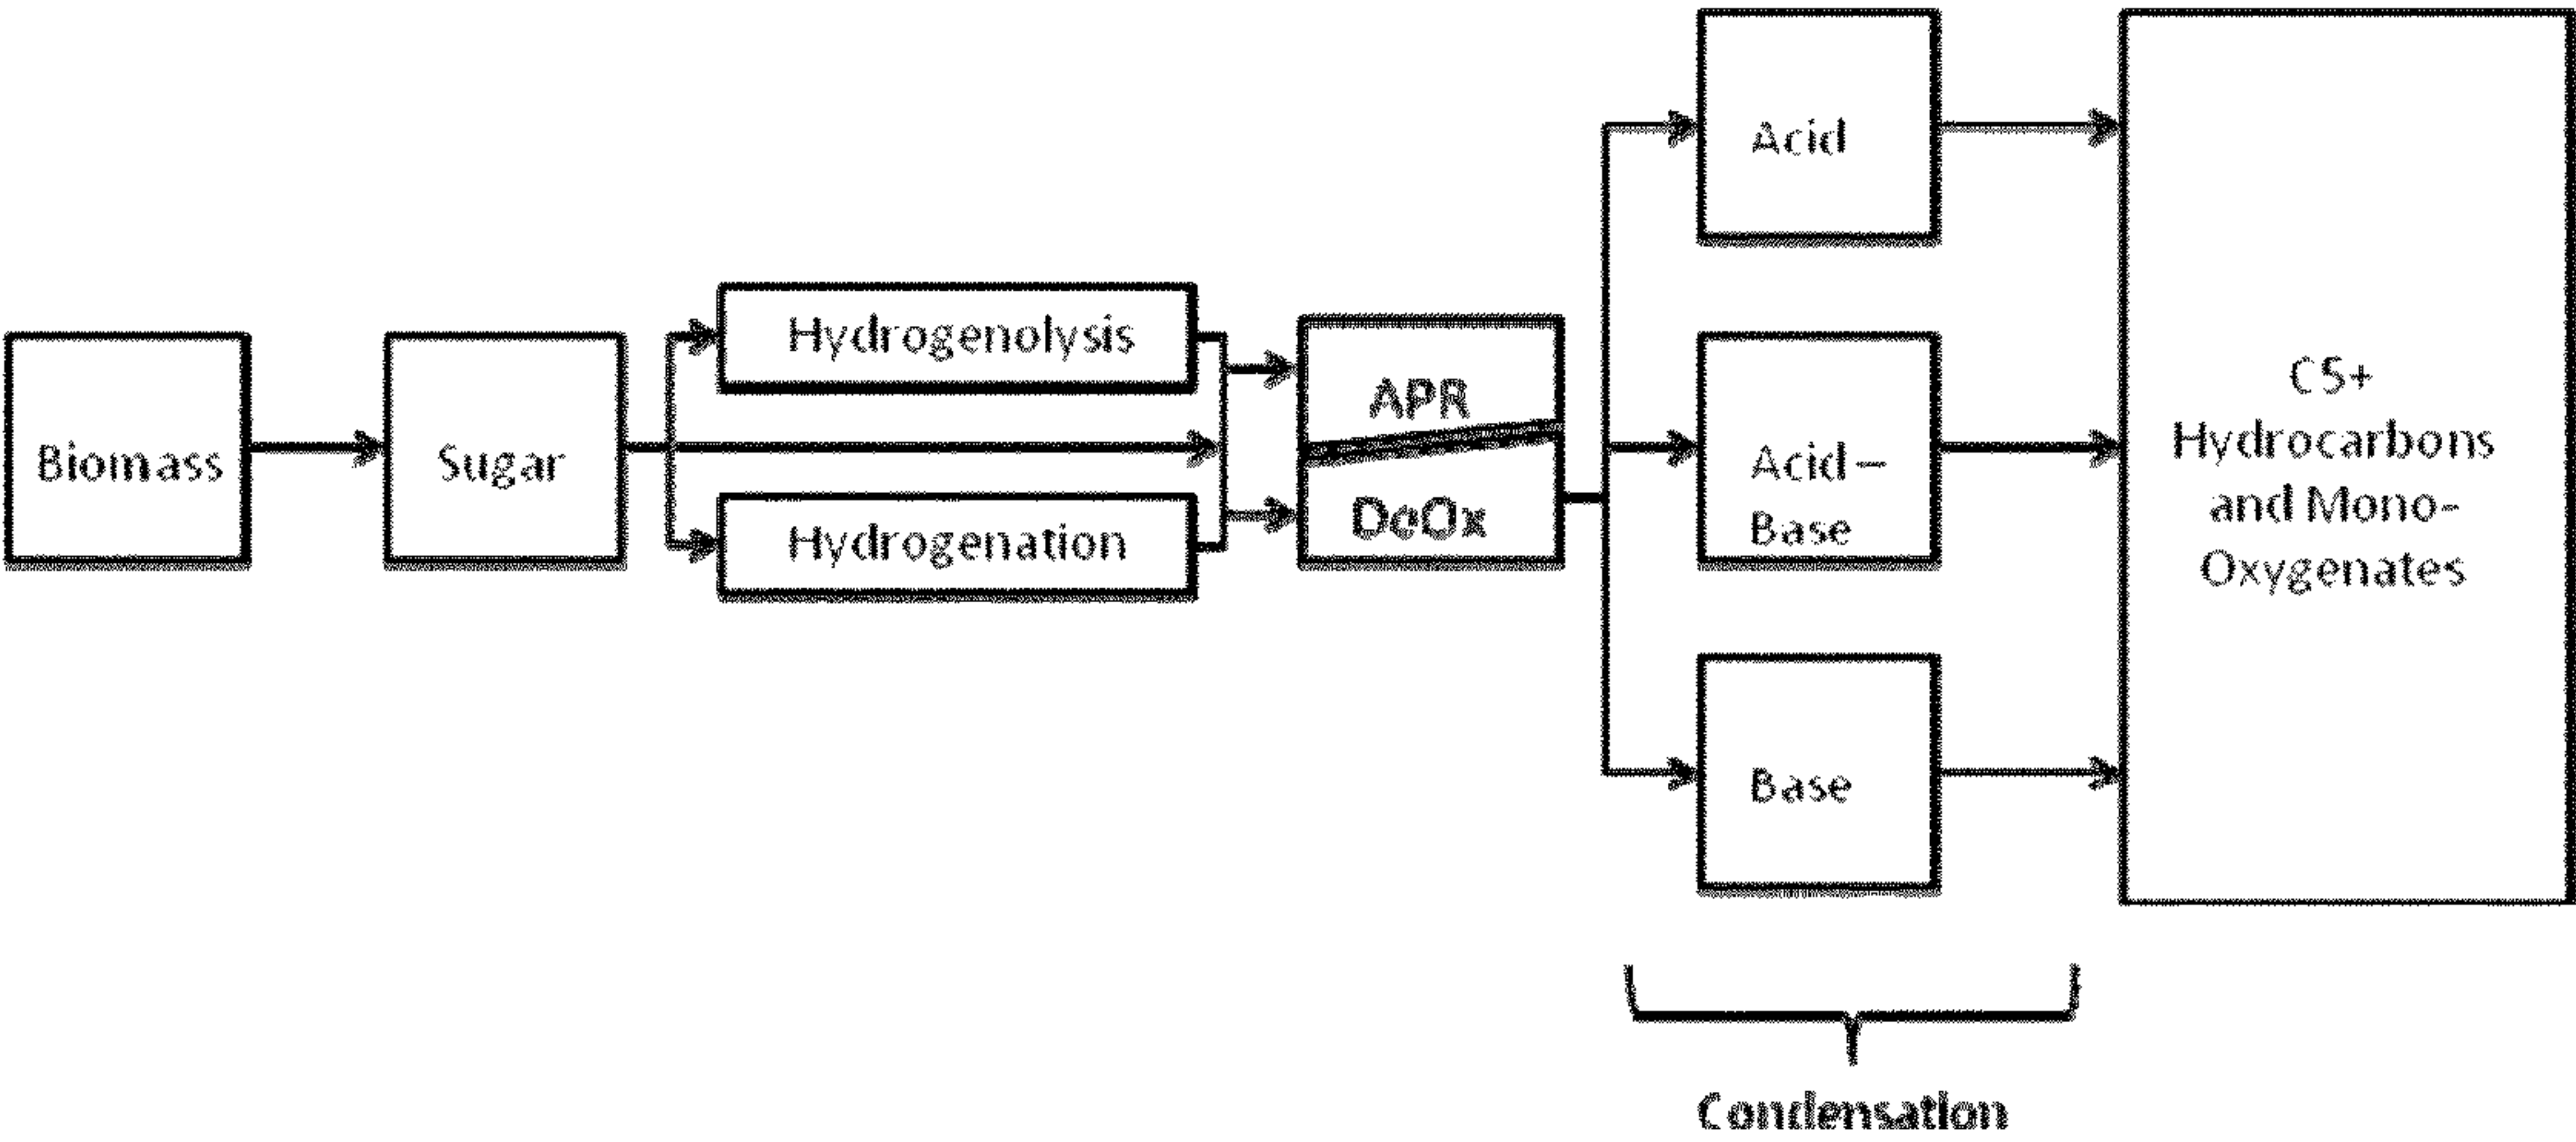 Biomass
Sugar
Hydrogenolysis
Hydrogenation
APR
DeOx
Acid
Acid –
Base
Base
C5+
Hydrocarbons
and Mono-
Oxygenates
Condensation